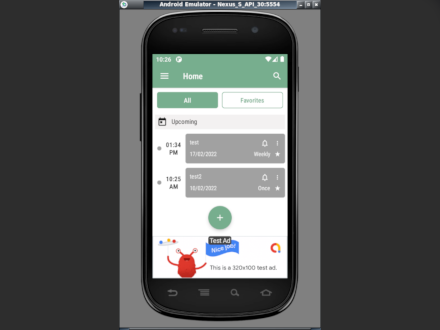 Android Emulator - Nexus_S_API_30:5554
10:26
Home
All
Favorites
Upcoming
01:34 PM
test
17/02/2022
Weekly
10:25 AM
test2
18/02/2022
Once
+
Test Ad
Nice job!
This is a 320x100 test ad.